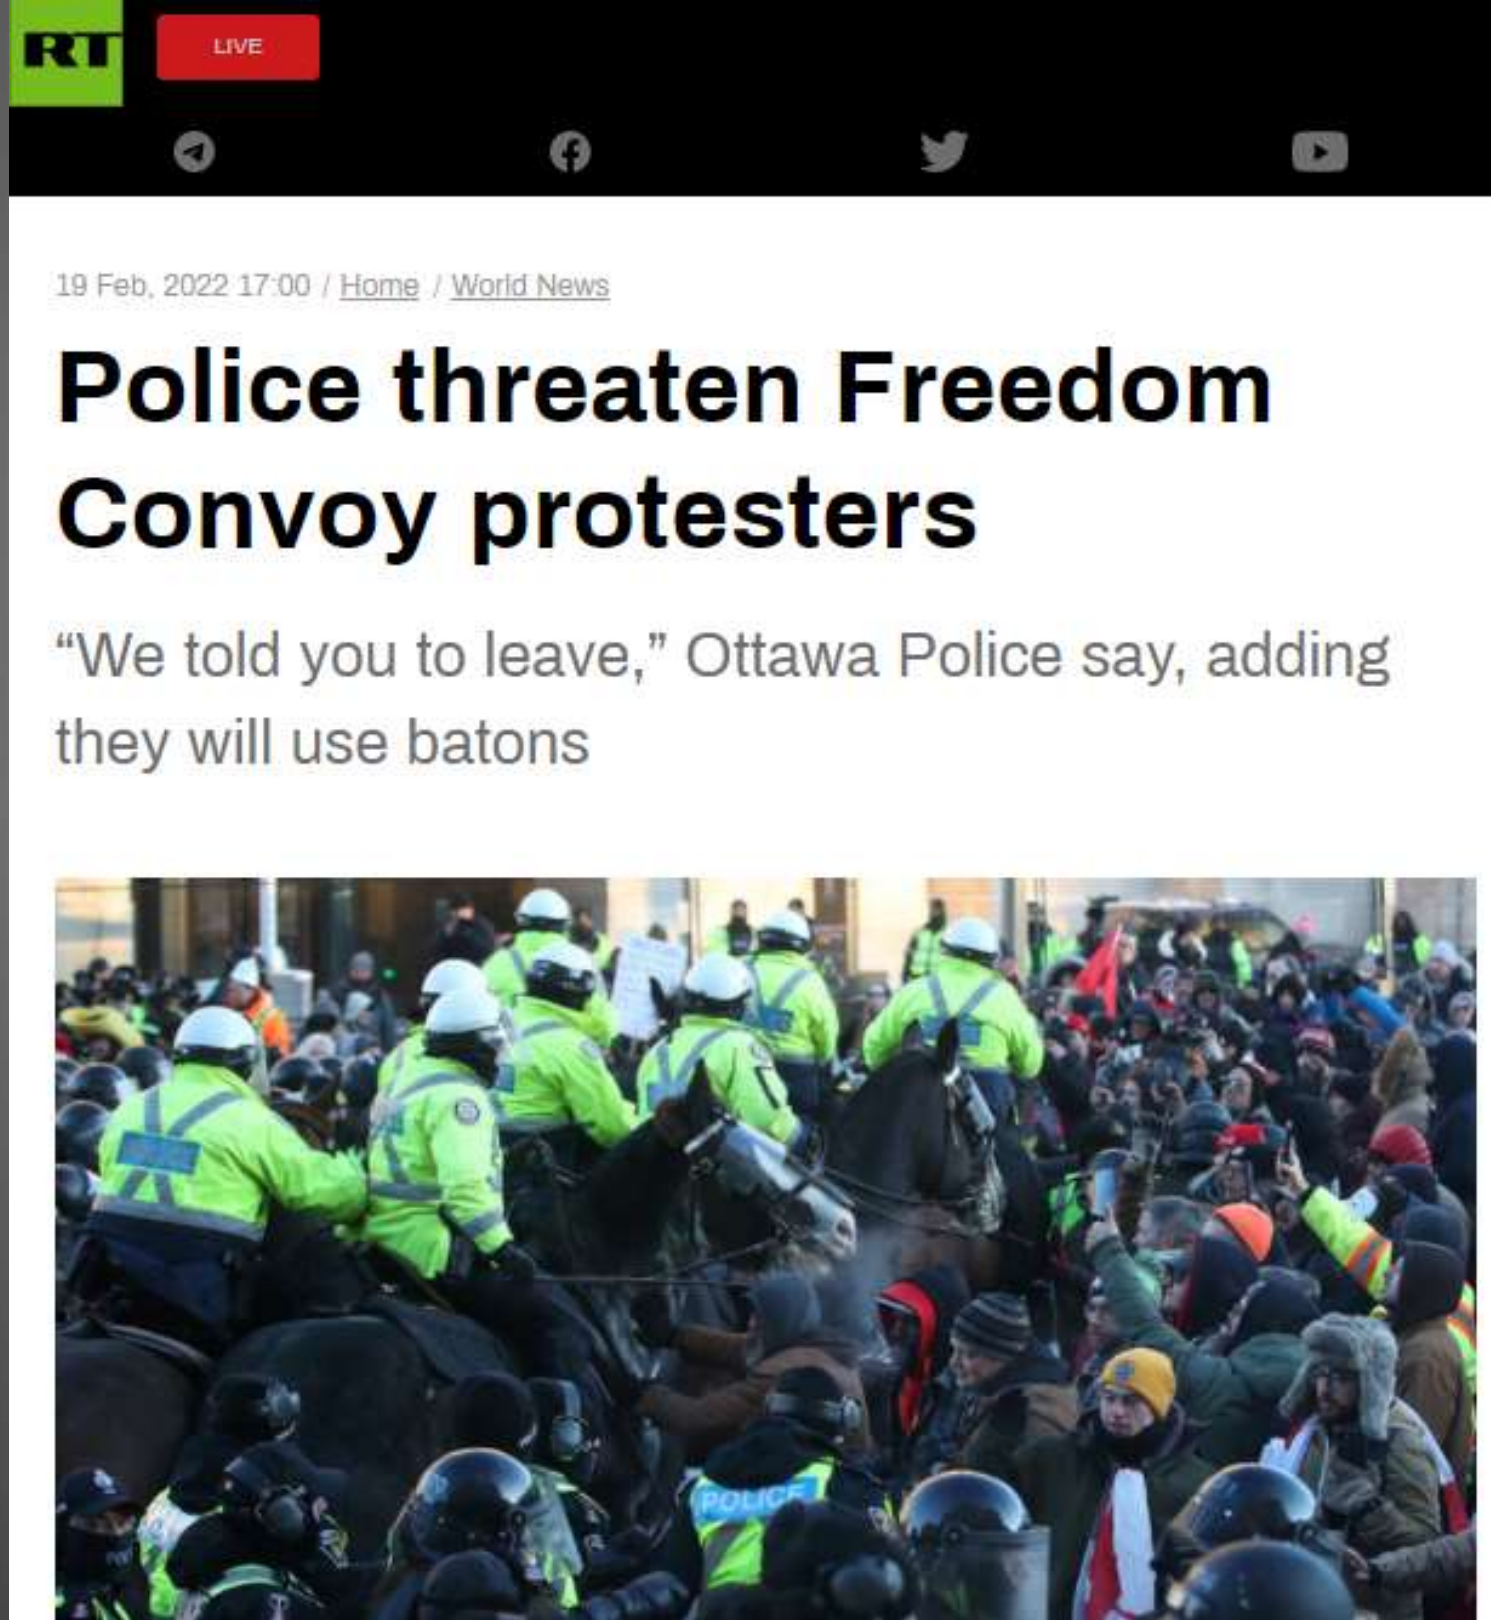 RT
LIVE
19 Feb, 2022 17:00 / Home / World News
Police threaten Freedom
Convoy protesters
“We told you to leave,” Ottawa Police say, adding
they will use batons
POLICE